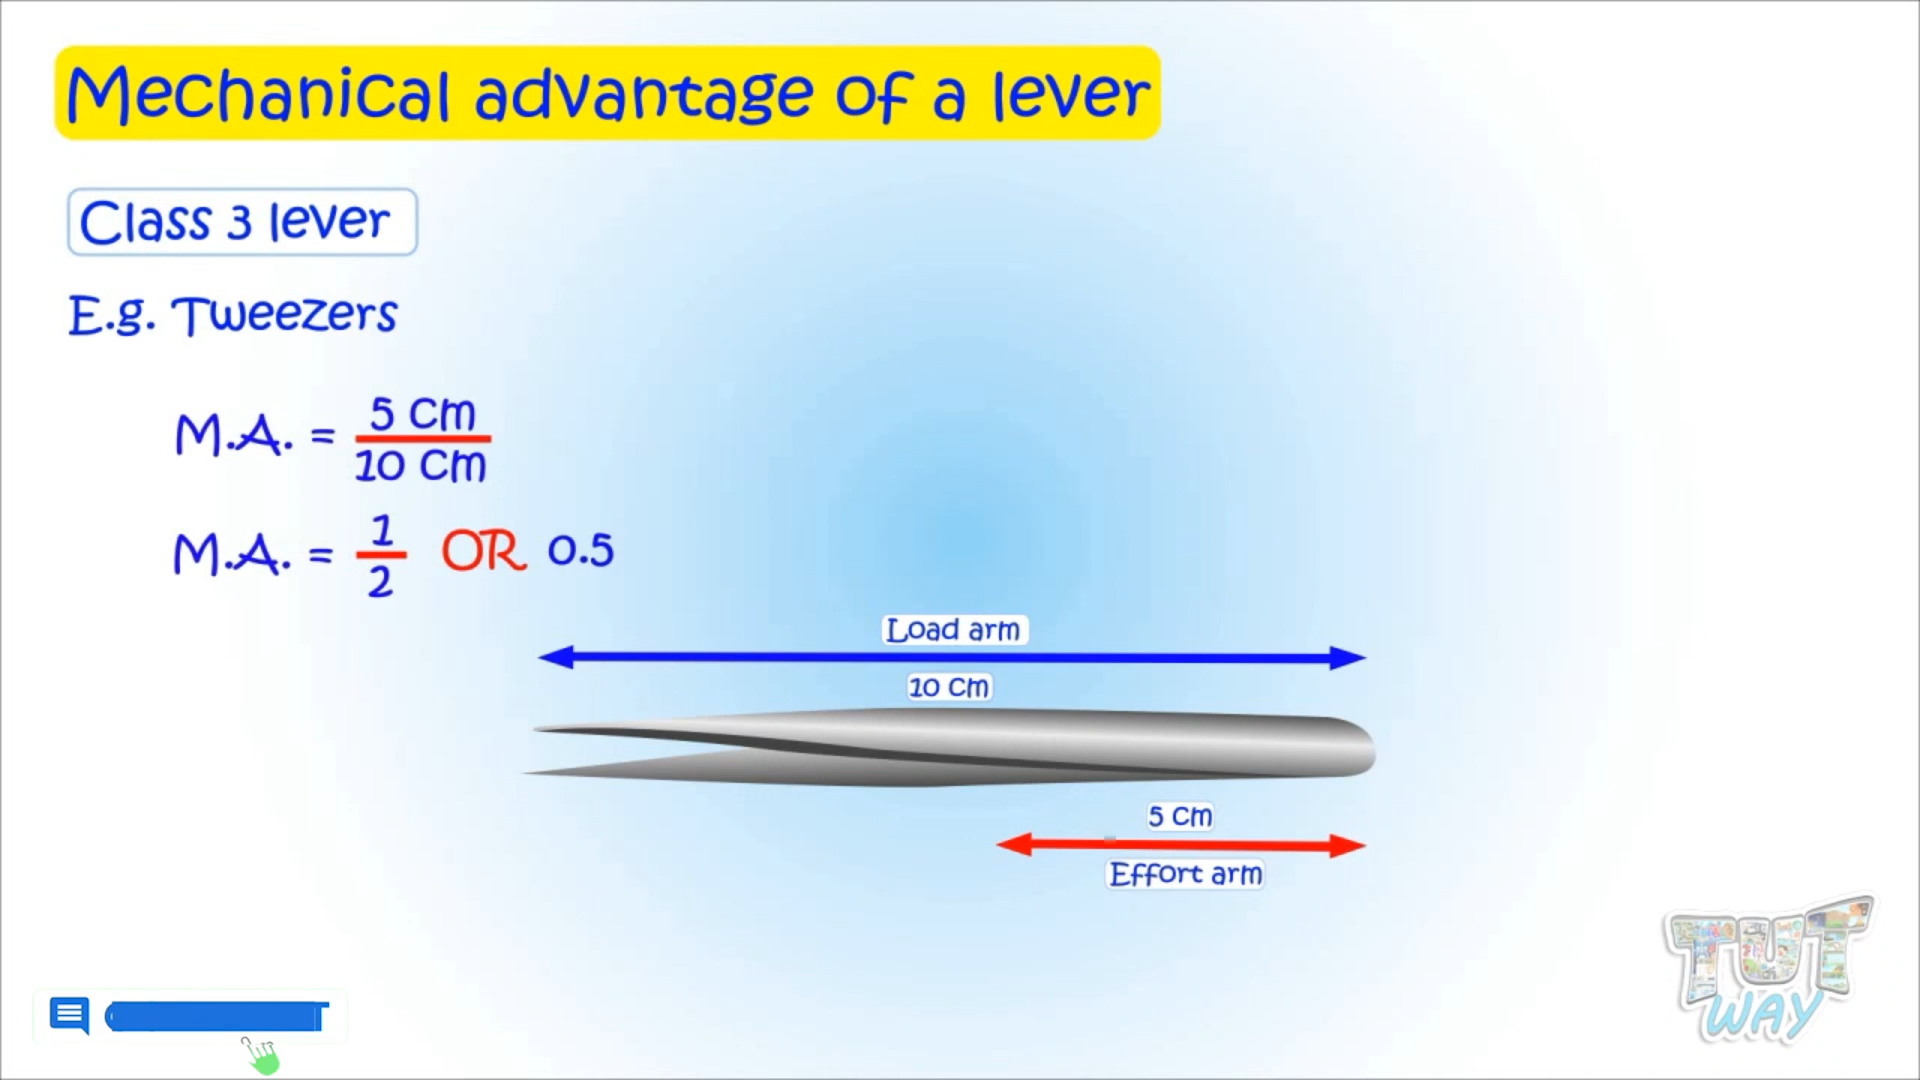 Mechanical advantage of a lever
Class 3 lever
E.g. Tweezers
M.A. = 5 cm
10 cm
M.A. = 1 OR 0.5
2
Load arm
10 cm
5 cm
Effort arm
TUT
WAY